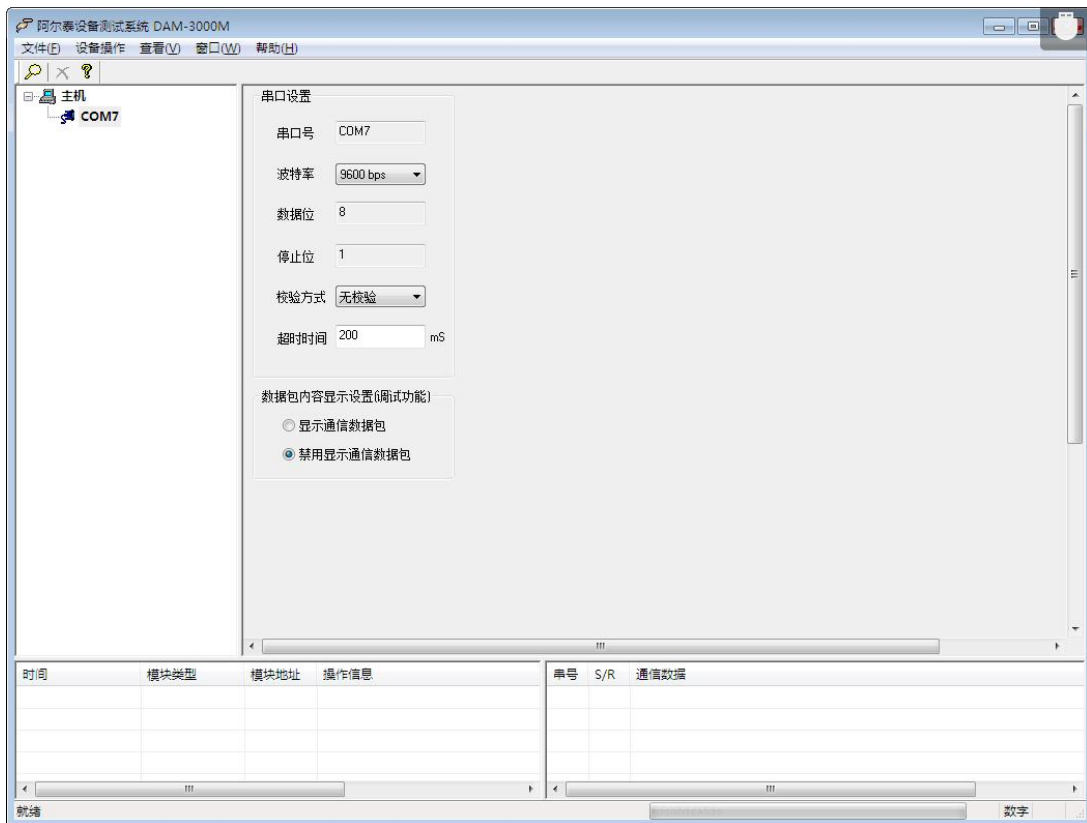 阿尔泰设备测试系统 DAM-3000M
文件(F) 设备操作 查看(V) 窗口(W) 帮助(H)
主机
COM7
串口设置
串口号 COM7
波特率 9600 bps
数据位 8
停止位 1
校验方式 无校验
超时时间 200 mS
数据包内容显示设置(调试功能)
显示通信数据包
禁用显示通信数据包
时间 模块类型 模块地址 操作信息
串号 S/R 通信数据
就绪
数字